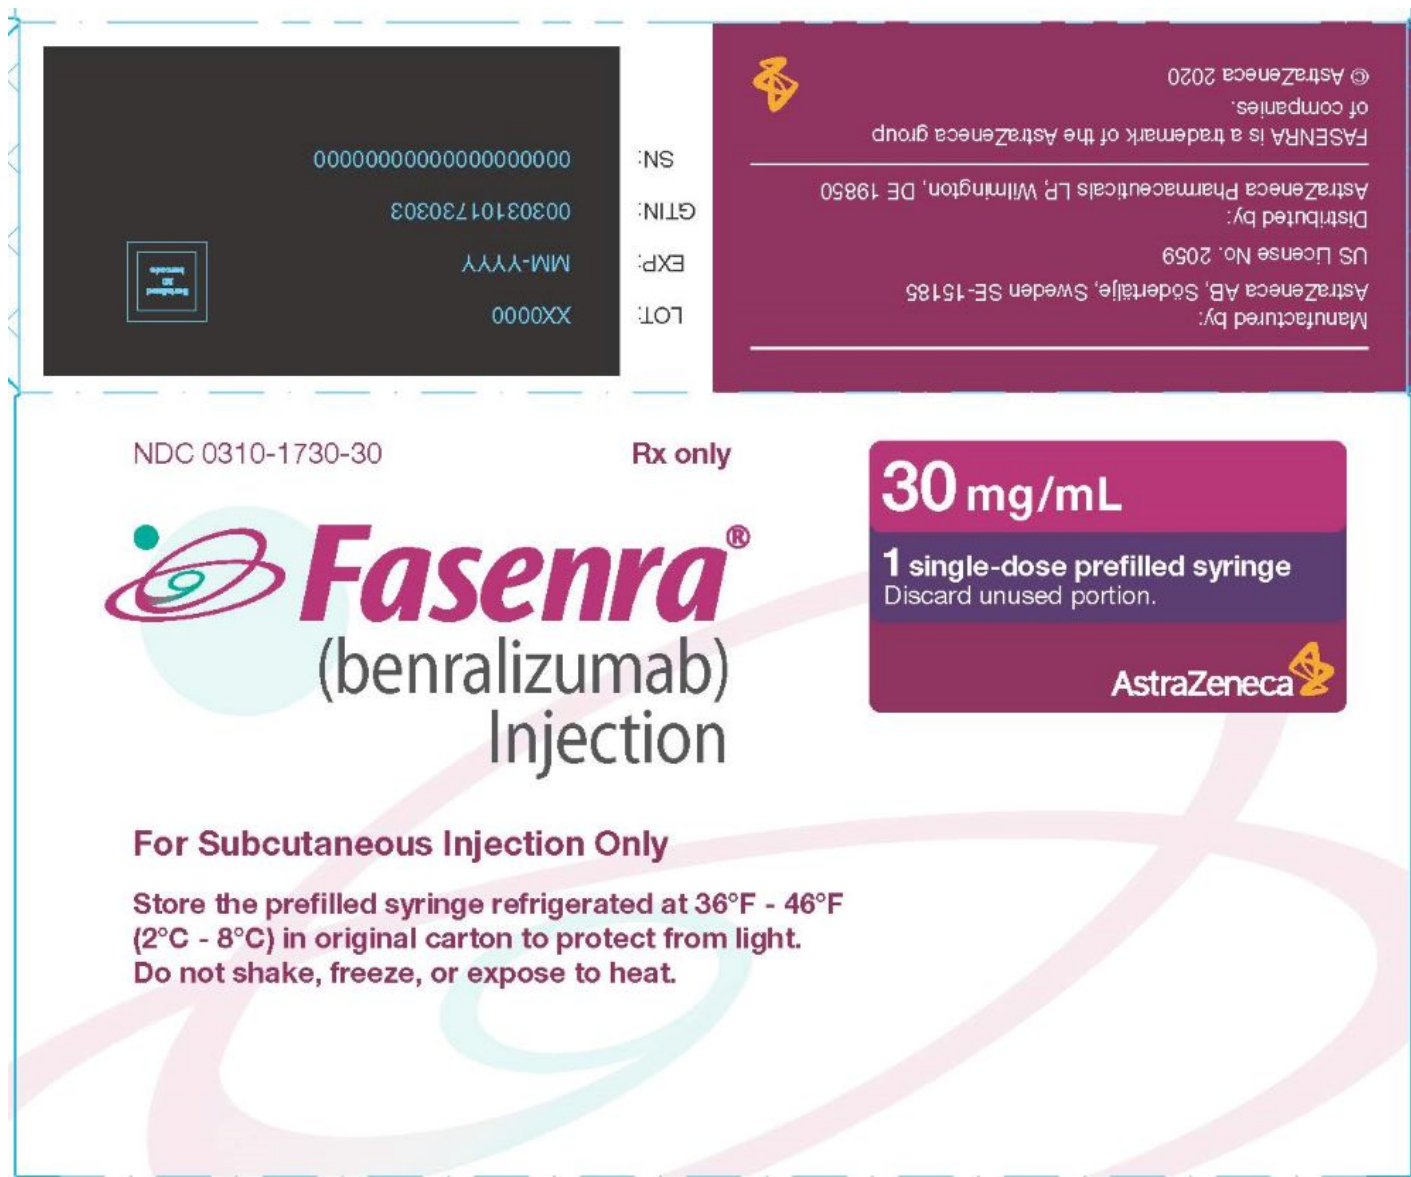 LOT: XX0000
EXP: MM-YYYY
GTIN: 00303101730303
SN: 00000000000000000000
Serialized
2D
barcode
Manufactured by:
AstraZeneca AB, Södertälje, Sweden SE-15185
US License No. 2059
Distributed by:
AstraZeneca Pharmaceuticals LP, Wilmington, DE 19850
FASENRA is a trademark of the AstraZeneca group
of companies.
© AstraZeneca 2020
NDC 0310-1730-30
Rx only
Fasenra®
(benralizumab)
Injection
30 mg/mL
1 single-dose prefilled syringe
Discard unused portion.
AstraZeneca
For Subcutaneous Injection Only
Store the prefilled syringe refrigerated at 36°F - 46°F
(2°C - 8°C) in original carton to protect from light.
Do not shake, freeze, or expose to heat.